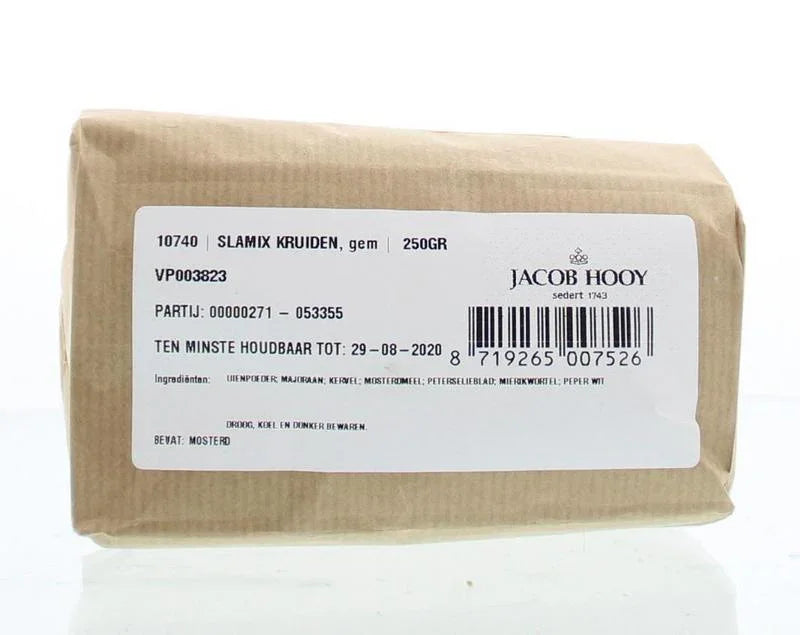 10740 | SLAMIX KRUIDEN, gem | 250GR
VP003823
JACOB HOOY
sedert 1743
PARTIJ: 00000271 - 053355
TEN MINSTE HOUDBAAR TOT: 29-08-2020
8 719265 007526
Ingrediënten: UIENPOEDER; MAJORAAN; KERVEL; MOSTERDMEEL; PETERSELIEBLAD; MIERIKWORTEL; PEPER WIT
DROOG, KOEL EN DONKER BEWAREN.
BEVAT: MOSTERD